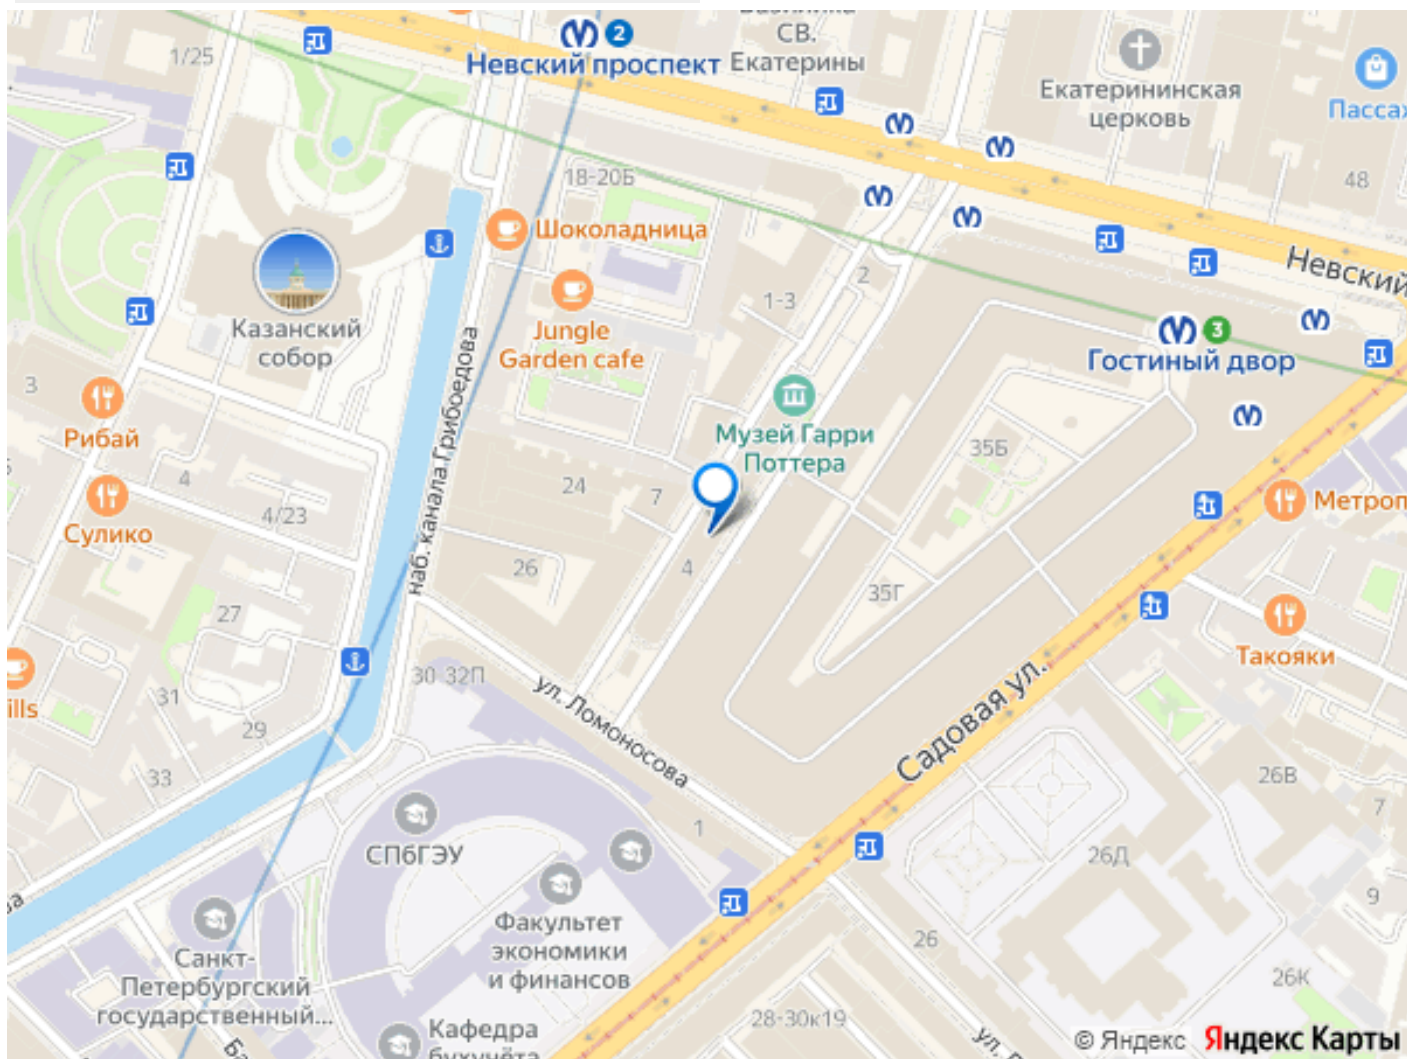 1/25
2
Невский проспект
СВ.
Екатерины
Екатерининская
церковь
48
18-20Б
Шоколадница
Jungle
Garden cafe
1-3
2
Невский
3
Гостиный двор
Казанский
собор
наб. канала Грибоедова
3
Рибай
4
Сулико
4/23
24
7
Музей Гарри
Поттера
35Б
Метроп
26
4
35Г
27
Такояки
30-32П
ул. Ломоносова
Садовая ул.
ills
31
29
33
26В
7
1
СПбГЭУ
26Д
9
Факультет
экономики
и финансов
26
26К
Санкт-
Петербургский
государственный...
28-30к19
Кафедра
бухучёта
© Яндекс Яндекс Карты